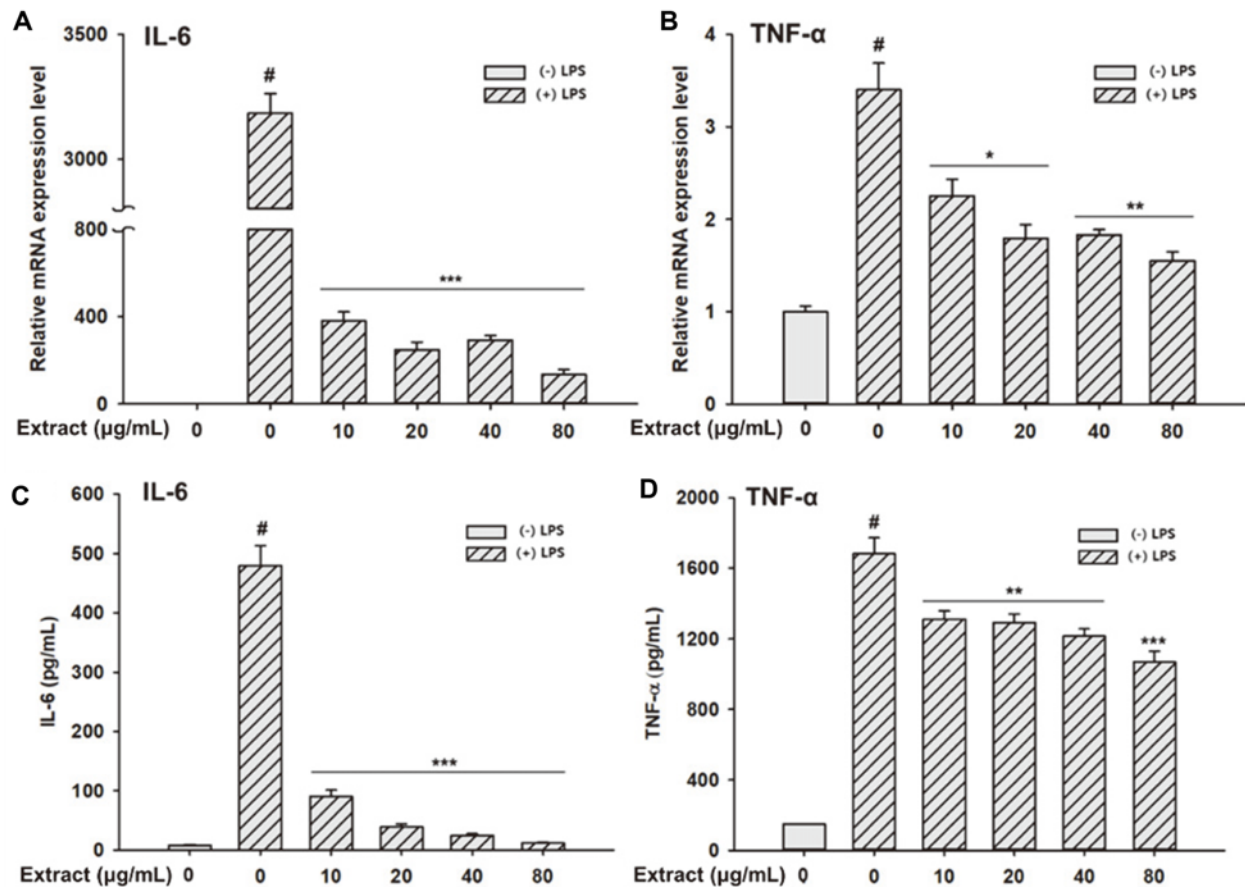 A
IL-6
3500
#
(-) LPS
(+) LPS
3000
800
***
400
0
Relative mRNA expression level
Extract (µg/mL) 0 0 10 20 40 80
B
TNF-α
4
#
(-) LPS
(+) LPS
3
*
**
2
1
0
Relative mRNA expression level
Extract (µg/mL) 0 0 10 20 40 80
C
IL-6
600
#
(-) LPS
(+) LPS
500
400
300
200
***
100
0
IL-6 (pg/mL)
Extract (µg/mL) 0 0 10 20 40 80
D
TNF-α
2000
#
(-) LPS
(+) LPS
1600
**
1200
***
800
400
0
TNF-α (pg/mL)
Extract (µg/mL) 0 0 10 20 40 80